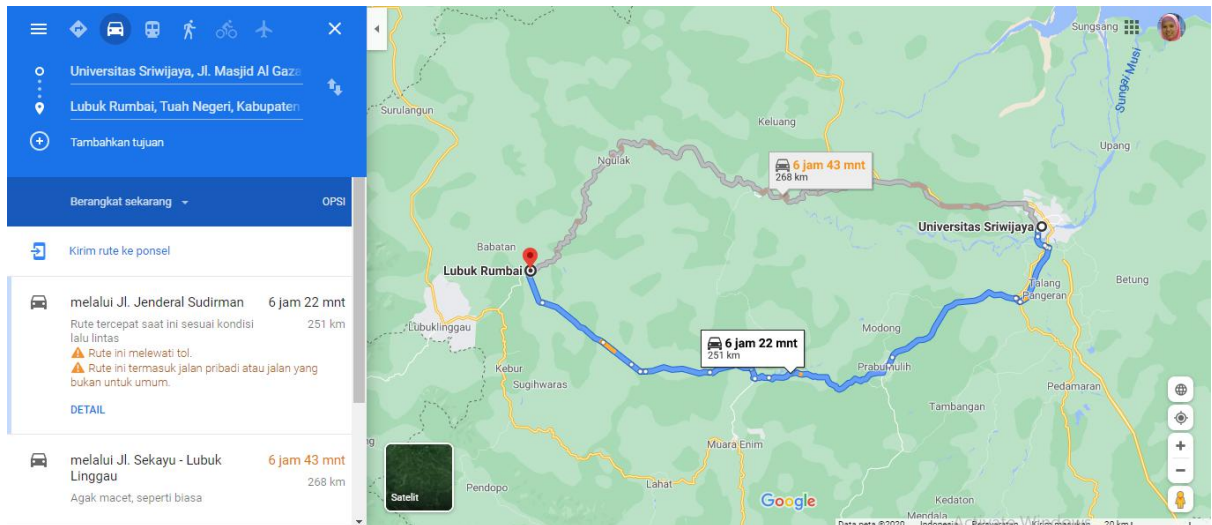 Universitas Sriwijaya, Jl. Masjid Al Gaza
Lubuk Rumbai, Tuah Negeri, Kabupaten
Tambahkan tujuan
Berangkat sekarang
OPSI
Kirim rute ke ponsel
melalui Jl. Jenderal Sudirman
6 jam 22 mnt
Rute tercepat saat ini sesuai kondisi
251 km
lalu lintas
Rute ini melewati tol.
Rute ini termasuk jalan pribadi atau jalan yang
bukan untuk umum.
DETAIL
melalui Jl. Sekayu - Lubuk
6 jam 43 mnt
Linggau
268 km
Agak macet, seperti biasa
Sungsang
Sungai Musi
Surulangun
Keluang
Upang
Ngulak
6 jam 43 mnt
268 km
Universitas Sriwijaya
Babatan
Lubuk Rumbai
Talang
Pangeran
Betung
Lubuklinggau
Modong
6 jam 22 mnt
251 km
Prabumulih
Kebur
Sugihwaras
Pedamaran
Tambangan
Muara Enim
Satelit
Pendopo
Lahat
Google
Kedaton
Mendala
Data peta ©2020
Indonesia
Persyaratan
Kirim masukan
20 km